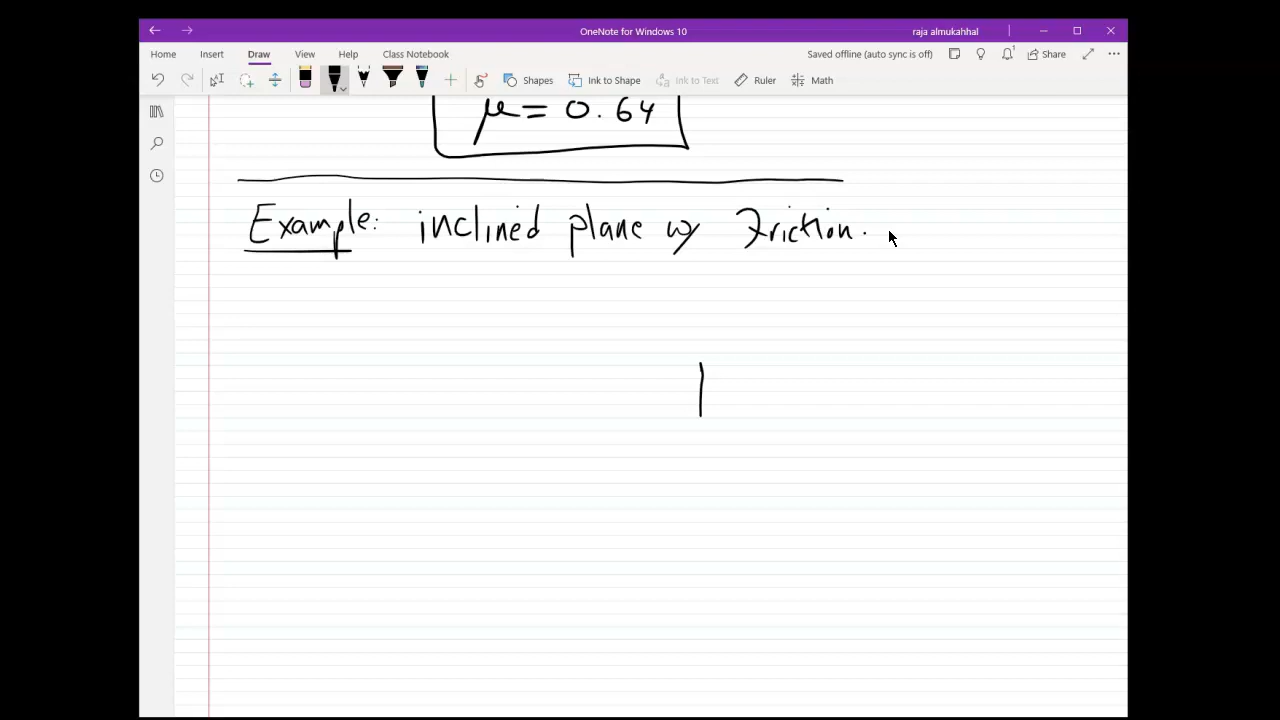 OneNote for Windows 10
raja almukahhal
Home Insert Draw View Help Class Notebook
Saved offline (auto sync is off) Share
Shapes Ink to Shape Ink to Text Ruler Math
μ = 0.64
Example: inclined plane w/ Friction.